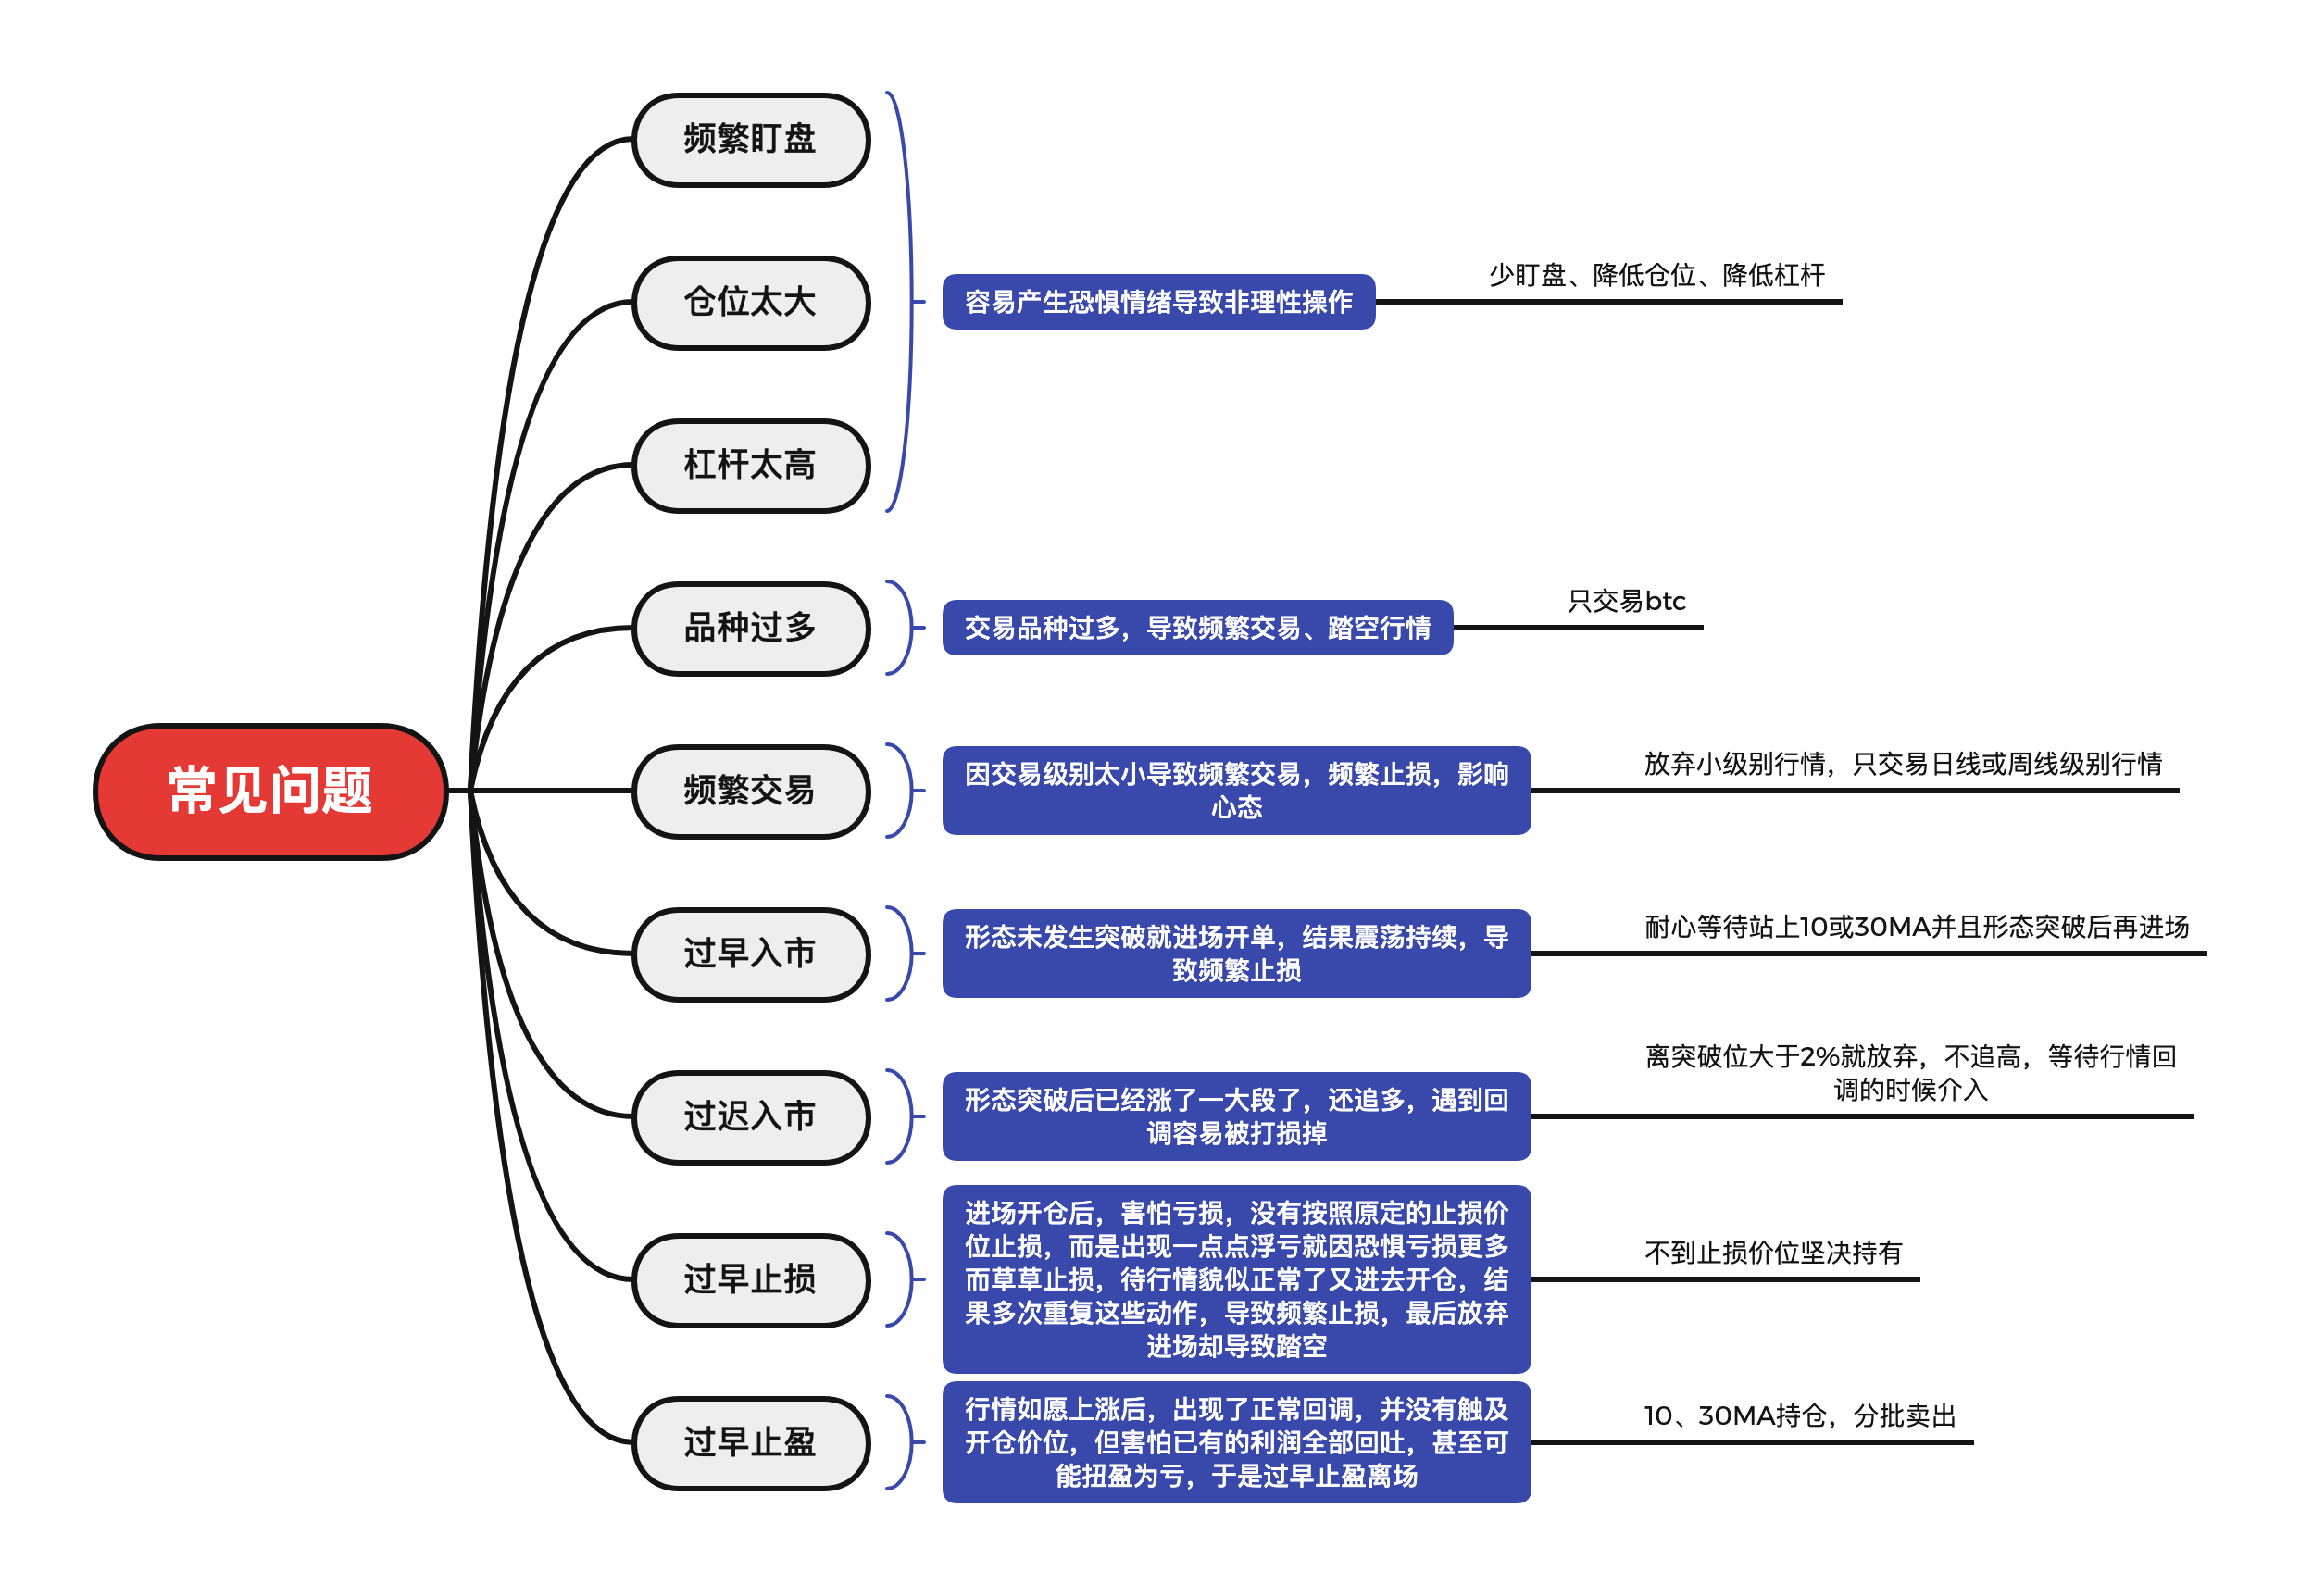 常见问题
频繁盯盘
仓位太大
杠杆太高
容易产生恐惧情绪导致非理性操作
少盯盘、降低仓位、降低杠杆
品种过多
交易品种过多，导致频繁交易、踏空行情
只交易btc
频繁交易
因交易级别太小导致频繁交易，频繁止损，影响
心态
放弃小级别行情，只交易日线或周线级别行情
过早入市
形态未发生突破就进场开单，结果震荡持续，导
致频繁止损
耐心等待站上10或30MA并且形态突破后再进场
过迟入市
形态突破后已经涨了一大段了，还追多，遇到回
调容易被打损掉
离突破位大于2%就放弃，不追高，等待行情回
调的时候介入
过早止损
进场开仓后，害怕亏损，没有按照原定的止损价
位止损，而是出现一点点浮亏就因恐惧亏损更多
而草草止损，待行情貌似正常了又进去开仓，结
果多次重复这些动作，导致频繁止损，最后放弃
进场却导致踏空
不到止损价位坚决持有
过早止盈
行情如愿上涨后，出现了正常回调，并没有触及
开仓价位，但害怕已有的利润全部回吐，甚至可
能扭盈为亏，于是过早止盈离场
10、30MA持仓，分批卖出